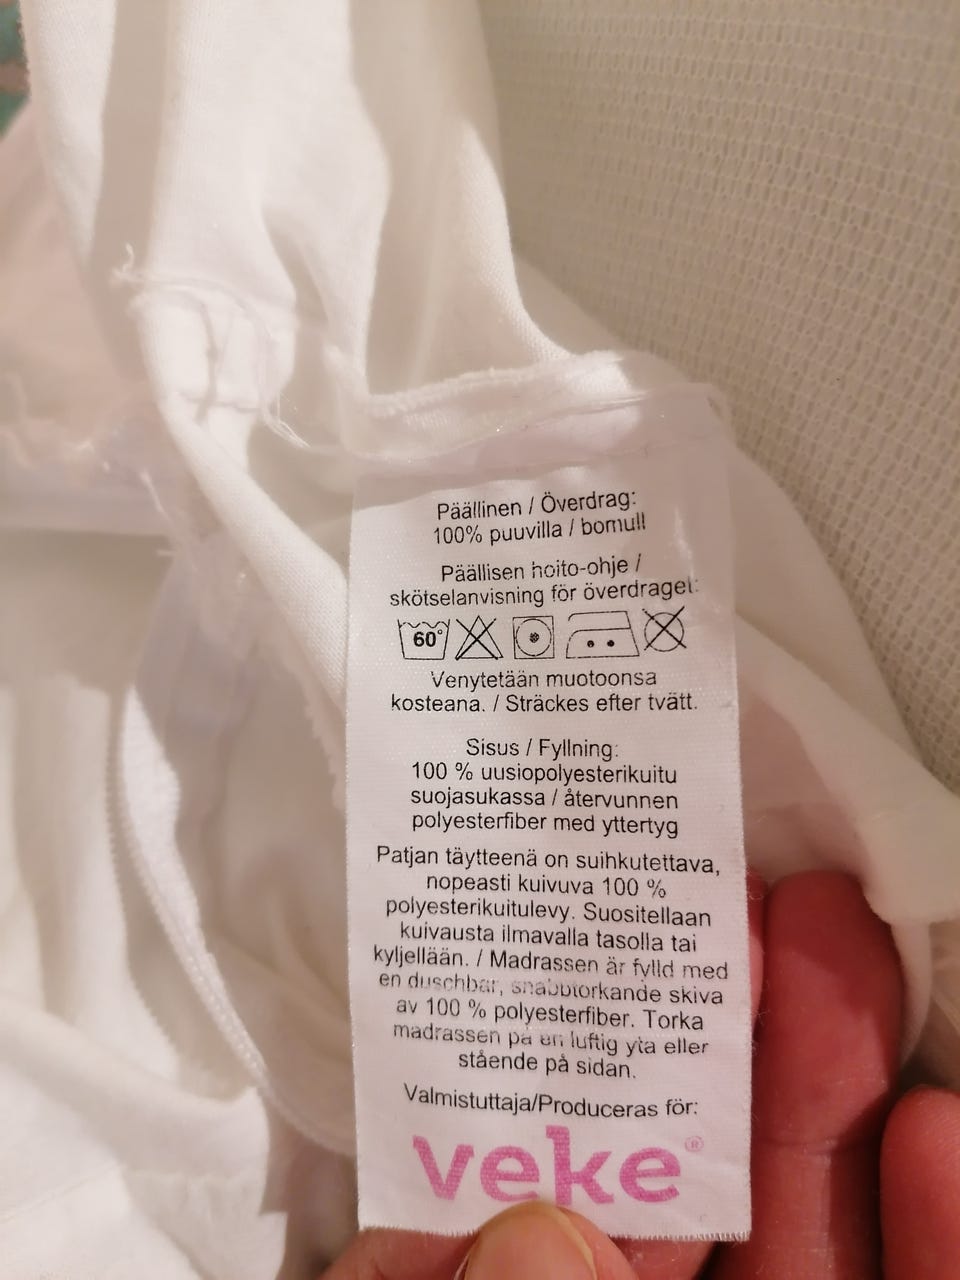 Päällinen / Överdrag:
100% puuvilla / bomull
Päällisen hoito-ohje /
skötselanvisning för överdraget:
60°
Venytetään muotoonsa
kosteana. / Sträckes efter tvätt.
Sisus / Fyllning:
100 % uusiopolyesterikuitu
suojasukassa / återvunnen
polyesterfiber med yttertyg
Patjan täytteenä on suihkutettava,
nopeasti kuivuva 100 %
polyesterikuitulevy. Suositellaan
kuivausta ilmavalla tasolla tai
kyljellään. / Madrassen är fylld med
en duschbar, snabbtorkande skiva
av 100 % polyesterfiber. Torka
madrassen på en luftig yta eller
stående på sidan.
Valmistuttaja/Produceras för:
veke®